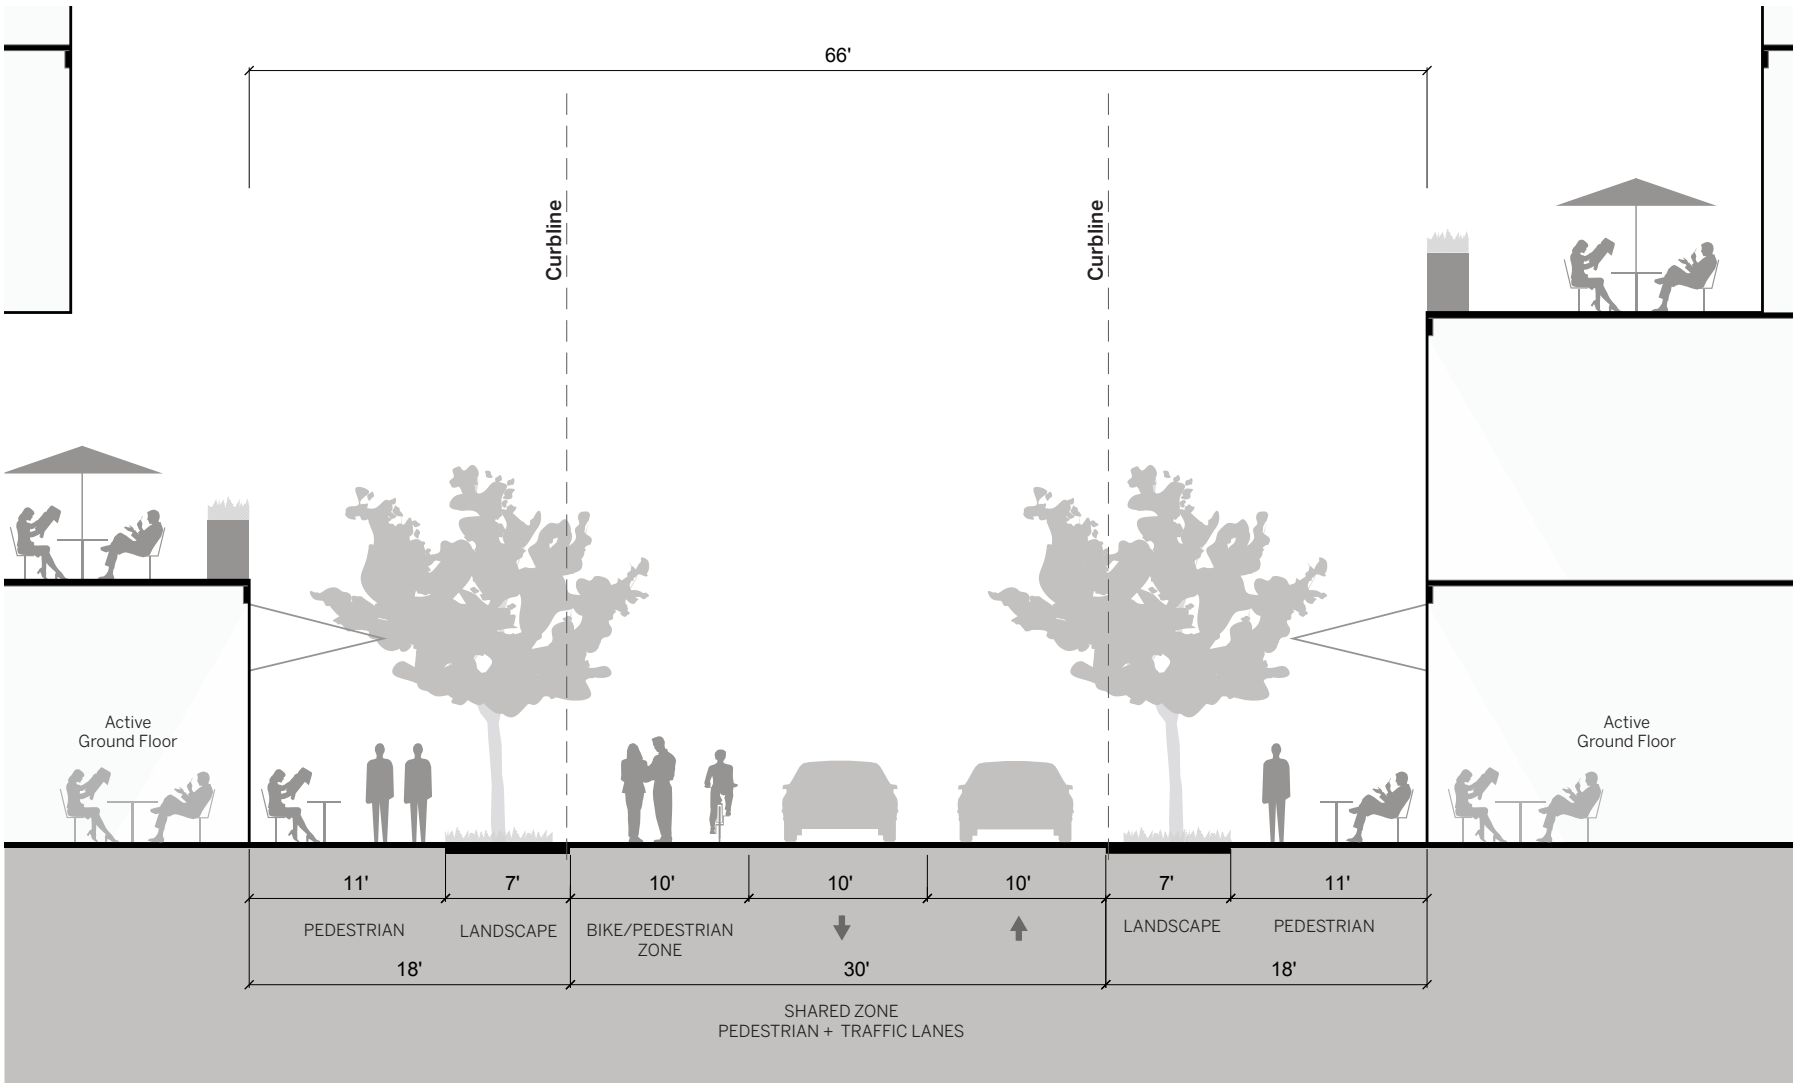 66'
Curbline
Curbline
Active
Ground Floor
Active
Ground Floor
11'
7'
10'
10'
10'
7'
11'
PEDESTRIAN
LANDSCAPE
BIKE/PEDESTRIAN
ZONE
LANDSCAPE
PEDESTRIAN
18'
30'
18'
SHARED ZONE
PEDESTRIAN + TRAFFIC LANES